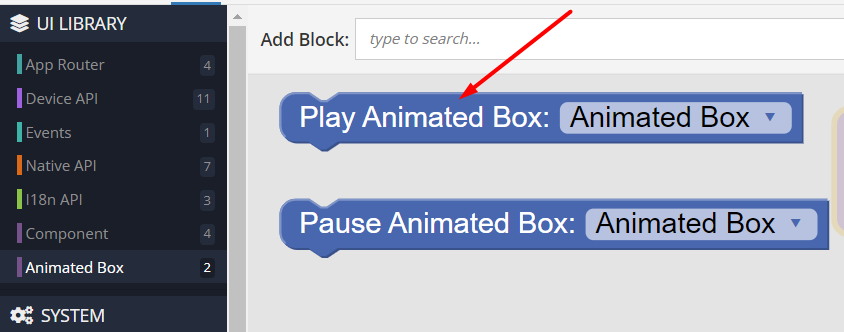 UI LIBRARY
App Router 4
Device API 11
Events 1
Native API 7
I18n API 3
Component 4
Animated Box 2
SYSTEM
Add Block: type to search...
Play Animated Box: Animated Box
Pause Animated Box: Animated Box